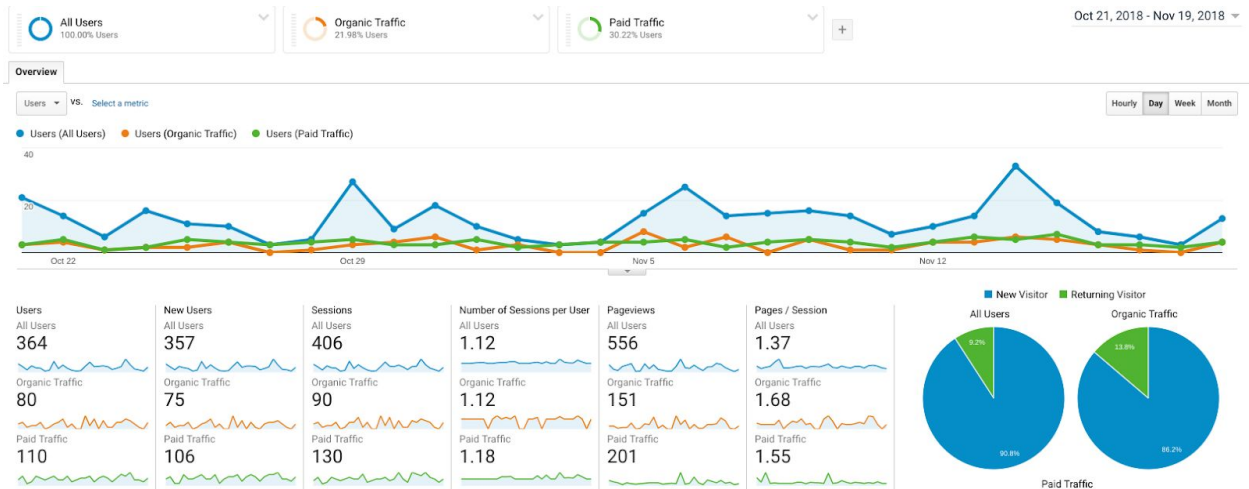 All Users
100.00% Users
Organic Traffic
21.98% Users
Paid Traffic
30.22% Users
+
Oct 21, 2018 - Nov 19, 2018
Overview
Users VS. Select a metric
Hourly Day Week Month
Users (All Users) Users (Organic Traffic) Users (Paid Traffic)
40
20
Oct 22 Oct 29 Nov 5 Nov 12
Users
All Users
364
Organic Traffic
80
Paid Traffic
110
New Users
All Users
357
Organic Traffic
75
Paid Traffic
106
Sessions
All Users
406
Organic Traffic
90
Paid Traffic
130
Number of Sessions per User
All Users
1.12
Organic Traffic
1.12
Paid Traffic
1.18
Pageviews
All Users
556
Organic Traffic
151
Paid Traffic
201
Pages / Session
All Users
1.37
Organic Traffic
1.68
Paid Traffic
1.55
New Visitor Returning Visitor
All Users
9.2%
90.8%
Organic Traffic
13.8%
86.2%
Paid Traffic